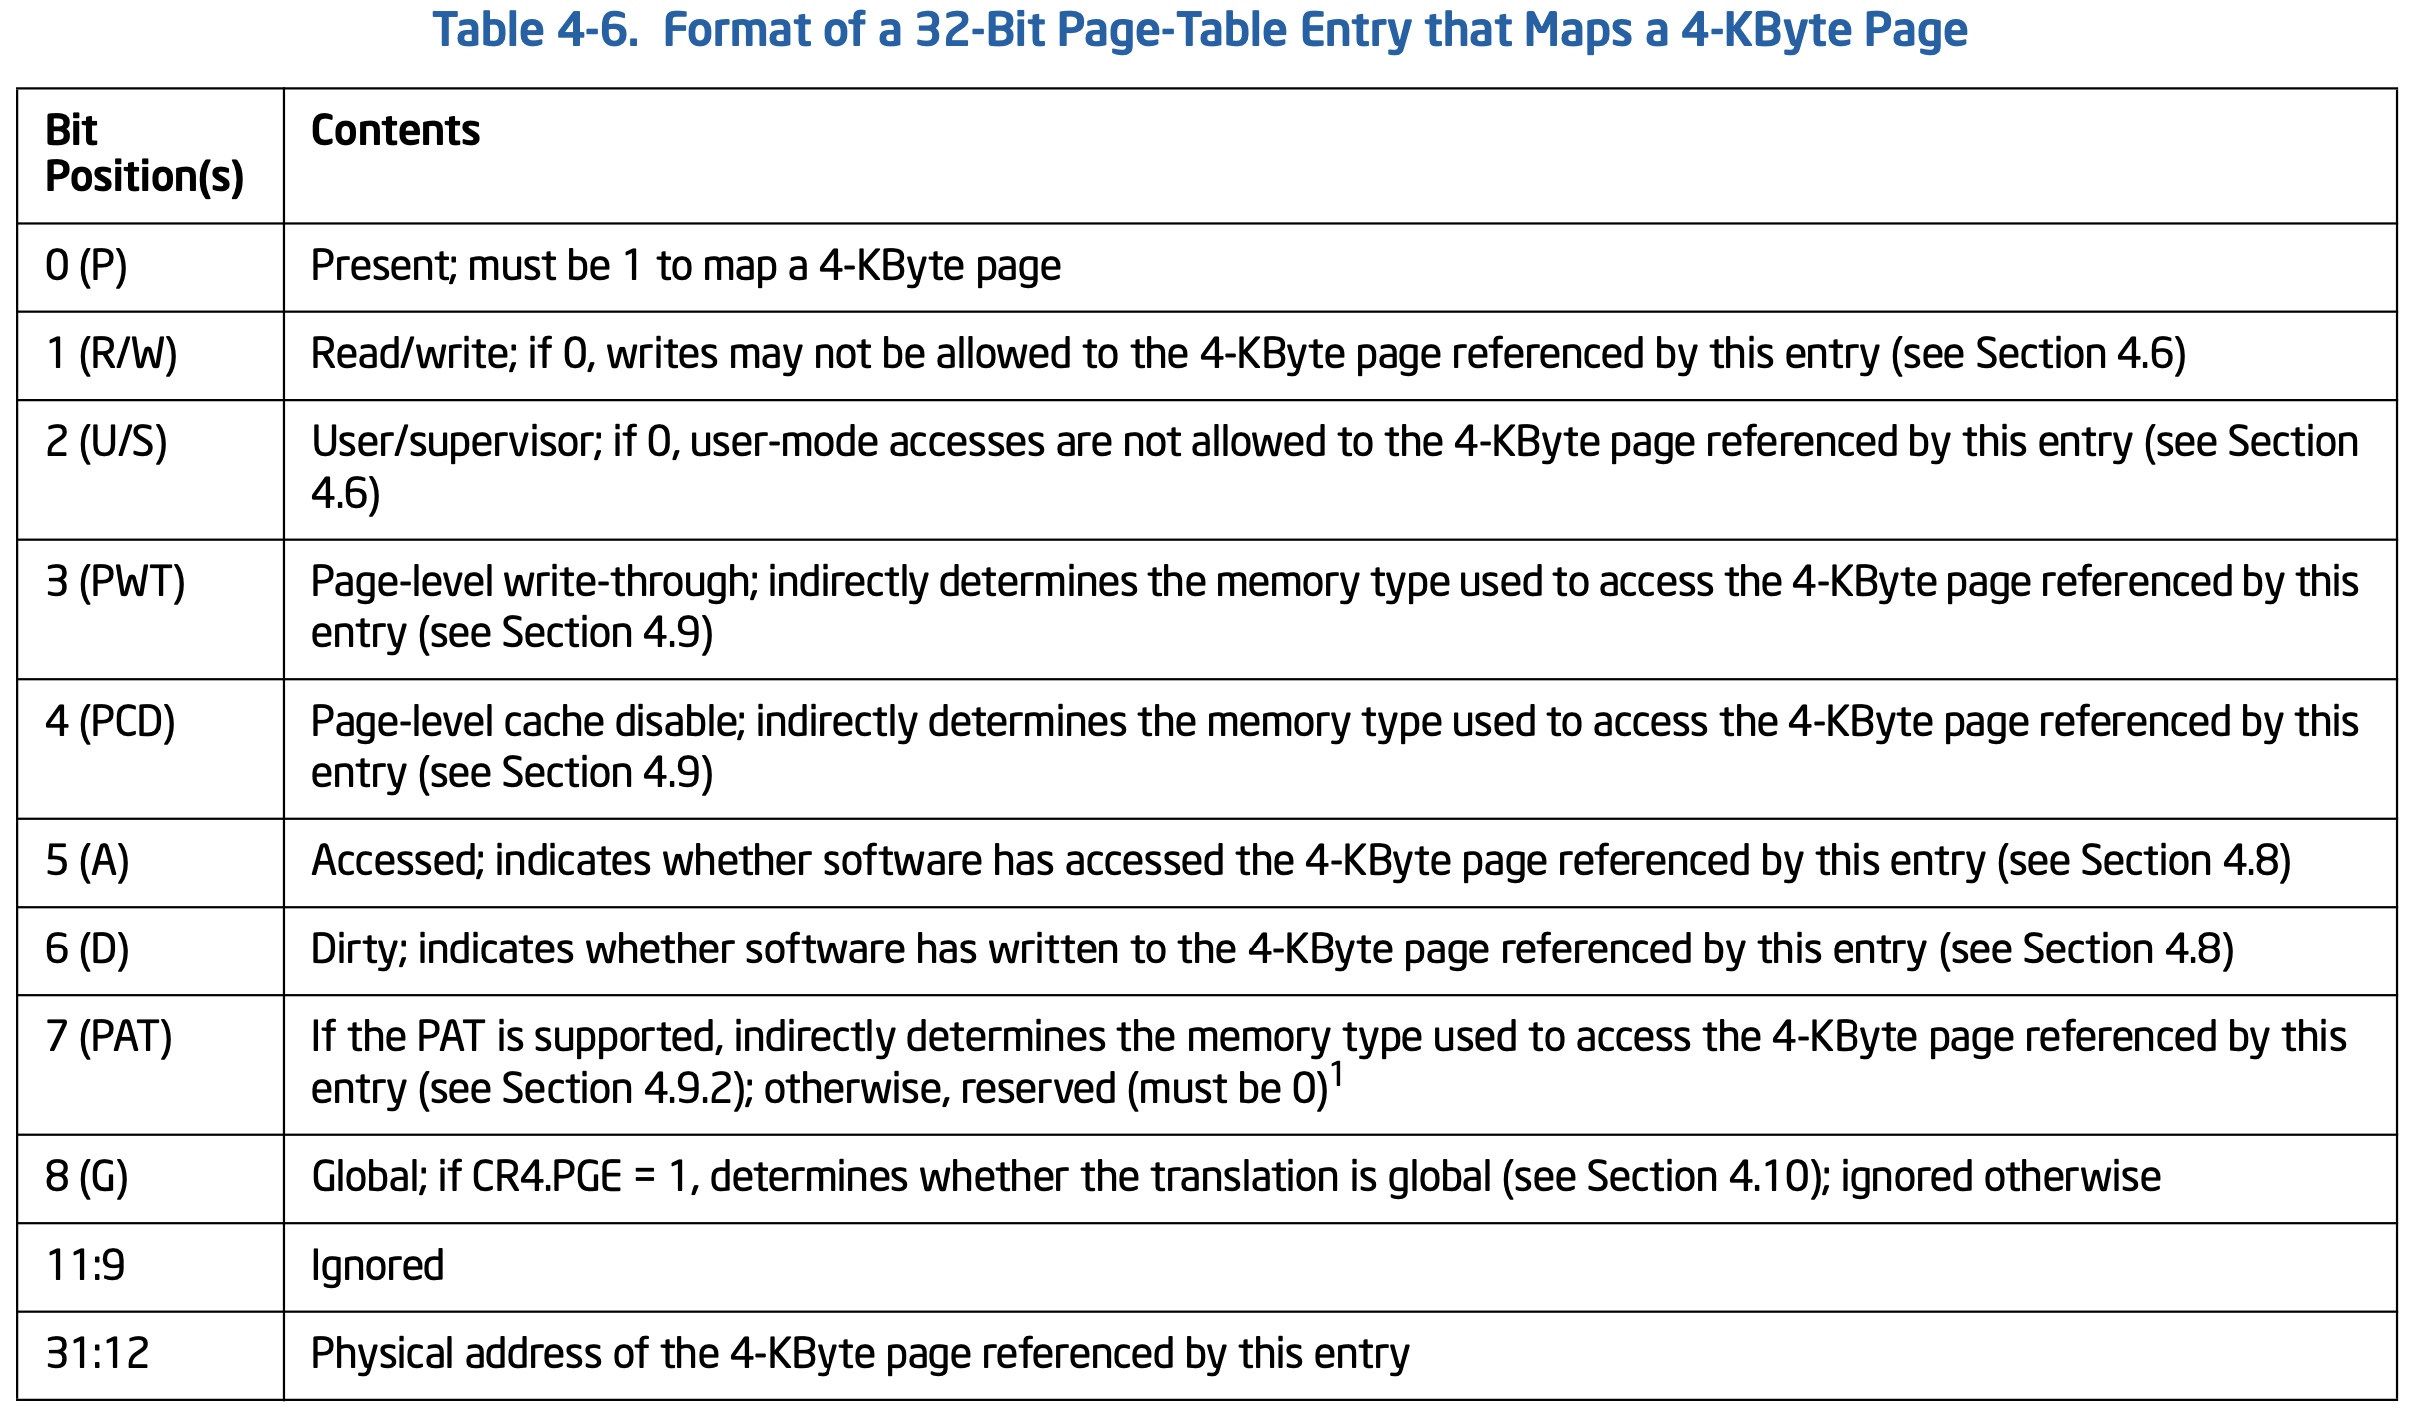 Table 4-6. Format of a 32-Bit Page-Table Entry that Maps a 4-KByte Page
Bit
Position(s)
Contents
0 (P)
Present; must be 1 to map a 4-KByte page
1 (R/W)
Read/write; if 0, writes may not be allowed to the 4-KByte page referenced by this entry (see Section 4.6)
2 (U/S)
User/supervisor; if 0, user-mode accesses are not allowed to the 4-KByte page referenced by this entry (see Section
4.6)
3 (PWT)
Page-level write-through; indirectly determines the memory type used to access the 4-KByte page referenced by this
entry (see Section 4.9)
4 (PCD)
Page-level cache disable; indirectly determines the memory type used to access the 4-KByte page referenced by this
entry (see Section 4.9)
5 (A)
Accessed; indicates whether software has accessed the 4-KByte page referenced by this entry (see Section 4.8)
6 (D)
Dirty; indicates whether software has written to the 4-KByte page referenced by this entry (see Section 4.8)
7 (PAT)
If the PAT is supported, indirectly determines the memory type used to access the 4-KByte page referenced by this
entry (see Section 4.9.2); otherwise, reserved (must be 0)1
8 (G)
Global; if CR4.PGE = 1, determines whether the translation is global (see Section 4.10); ignored otherwise
11:9
Ignored
31:12
Physical address of the 4-KByte page referenced by this entry